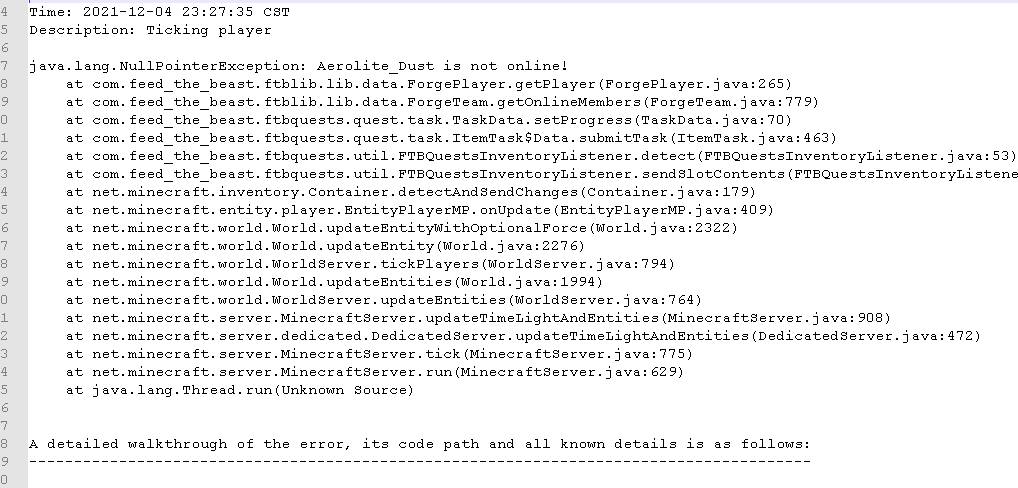 4 Time: 2021-12-04 23:27:35 CST
5 Description: Ticking player
6
7 java.lang.NullPointerException: Aerolite_Dust is not online!
8 at com.feed_the_beast.ftblib.lib.data.ForgePlayer.getPlayer(ForgePlayer.java:265)
9 at com.feed_the_beast.ftblib.lib.data.ForgeTeam.getOnlineMembers(ForgeTeam.java:779)
0 at com.feed_the_beast.ftbquests.quest.task.TaskData.setProgress(TaskData.java:70)
1 at com.feed_the_beast.ftbquests.quest.task.ItemTask$Data.submitTask(ItemTask.java:463)
2 at com.feed_the_beast.ftbquests.util.FTBQuestsInventoryListener.detect(FTBQuestsInventoryListener.java:53)
3 at com.feed_the_beast.ftbquests.util.FTBQuestsInventoryListener.sendSlotContents(FTBQuestsInventoryListene
4 at net.minecraft.inventory.Container.detectAndSendChanges(Container.java:179)
5 at net.minecraft.entity.player.EntityPlayerMP.onUpdate(EntityPlayerMP.java:409)
6 at net.minecraft.world.World.updateEntityWithOptionalForce(World.java:2322)
7 at net.minecraft.world.World.updateEntity(World.java:2276)
8 at net.minecraft.world.WorldServer.tickPlayers(WorldServer.java:794)
9 at net.minecraft.world.World.updateEntities(World.java:1994)
0 at net.minecraft.world.WorldServer.updateEntities(WorldServer.java:764)
1 at net.minecraft.server.MinecraftServer.updateTimeLightAndEntities(MinecraftServer.java:908)
2 at net.minecraft.server.dedicated.DedicatedServer.updateTimeLightAndEntities(DedicatedServer.java:472)
3 at net.minecraft.server.MinecraftServer.tick(MinecraftServer.java:775)
4 at net.minecraft.server.MinecraftServer.run(MinecraftServer.java:629)
5 at java.lang.Thread.run(Unknown Source)
6
7
8 A detailed walkthrough of the error, its code path and all known details is as follows:
9 ---------------------------------------------------------------------------------------
0